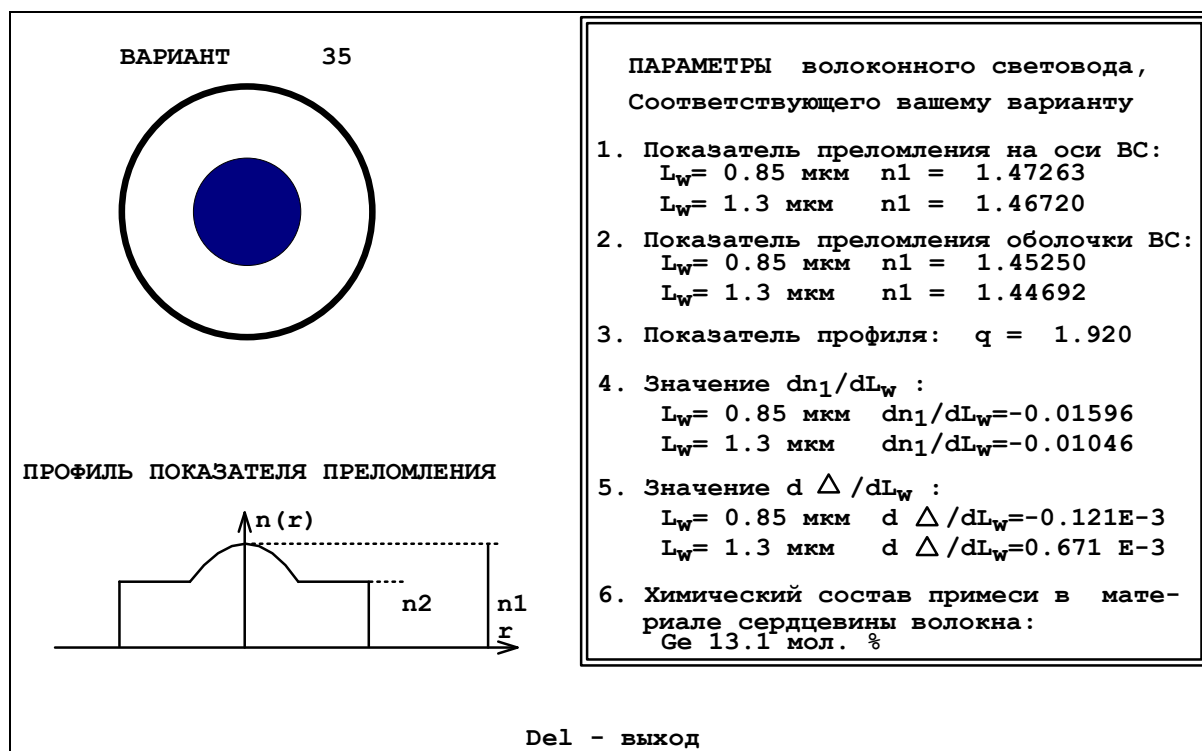 ВАРИАНТ 35
ПРОФИЛЬ ПОКАЗАТЕЛЯ ПРЕЛОМЛЕНИЯ
n(r)
n2
n1
r
ПАРАМЕТРЫ волоконного световода,
Соответствующего вашему варианту
1. Показатель преломления на оси ВС:
Lw= 0.85 мкм n1 = 1.47263
Lw= 1.3 мкм n1 = 1.46720
2. Показатель преломления оболочки ВС:
Lw= 0.85 мкм n1 = 1.45250
Lw= 1.3 мкм n1 = 1.44692
3. Показатель профиля: q = 1.920
4. Значение dn1/dLw :
Lw= 0.85 мкм dn1/dLw=-0.01596
Lw= 1.3 мкм dn1/dLw=-0.01046
5. Значение d △ /dLw :
Lw= 0.85 мкм d △ /dLw=-0.121E-3
Lw= 1.3 мкм d △ /dLw=0.671 E-3
6. Химический состав примеси в мате-
риале сердцевины волокна:
Ge 13.1 мол. %
Del - выход